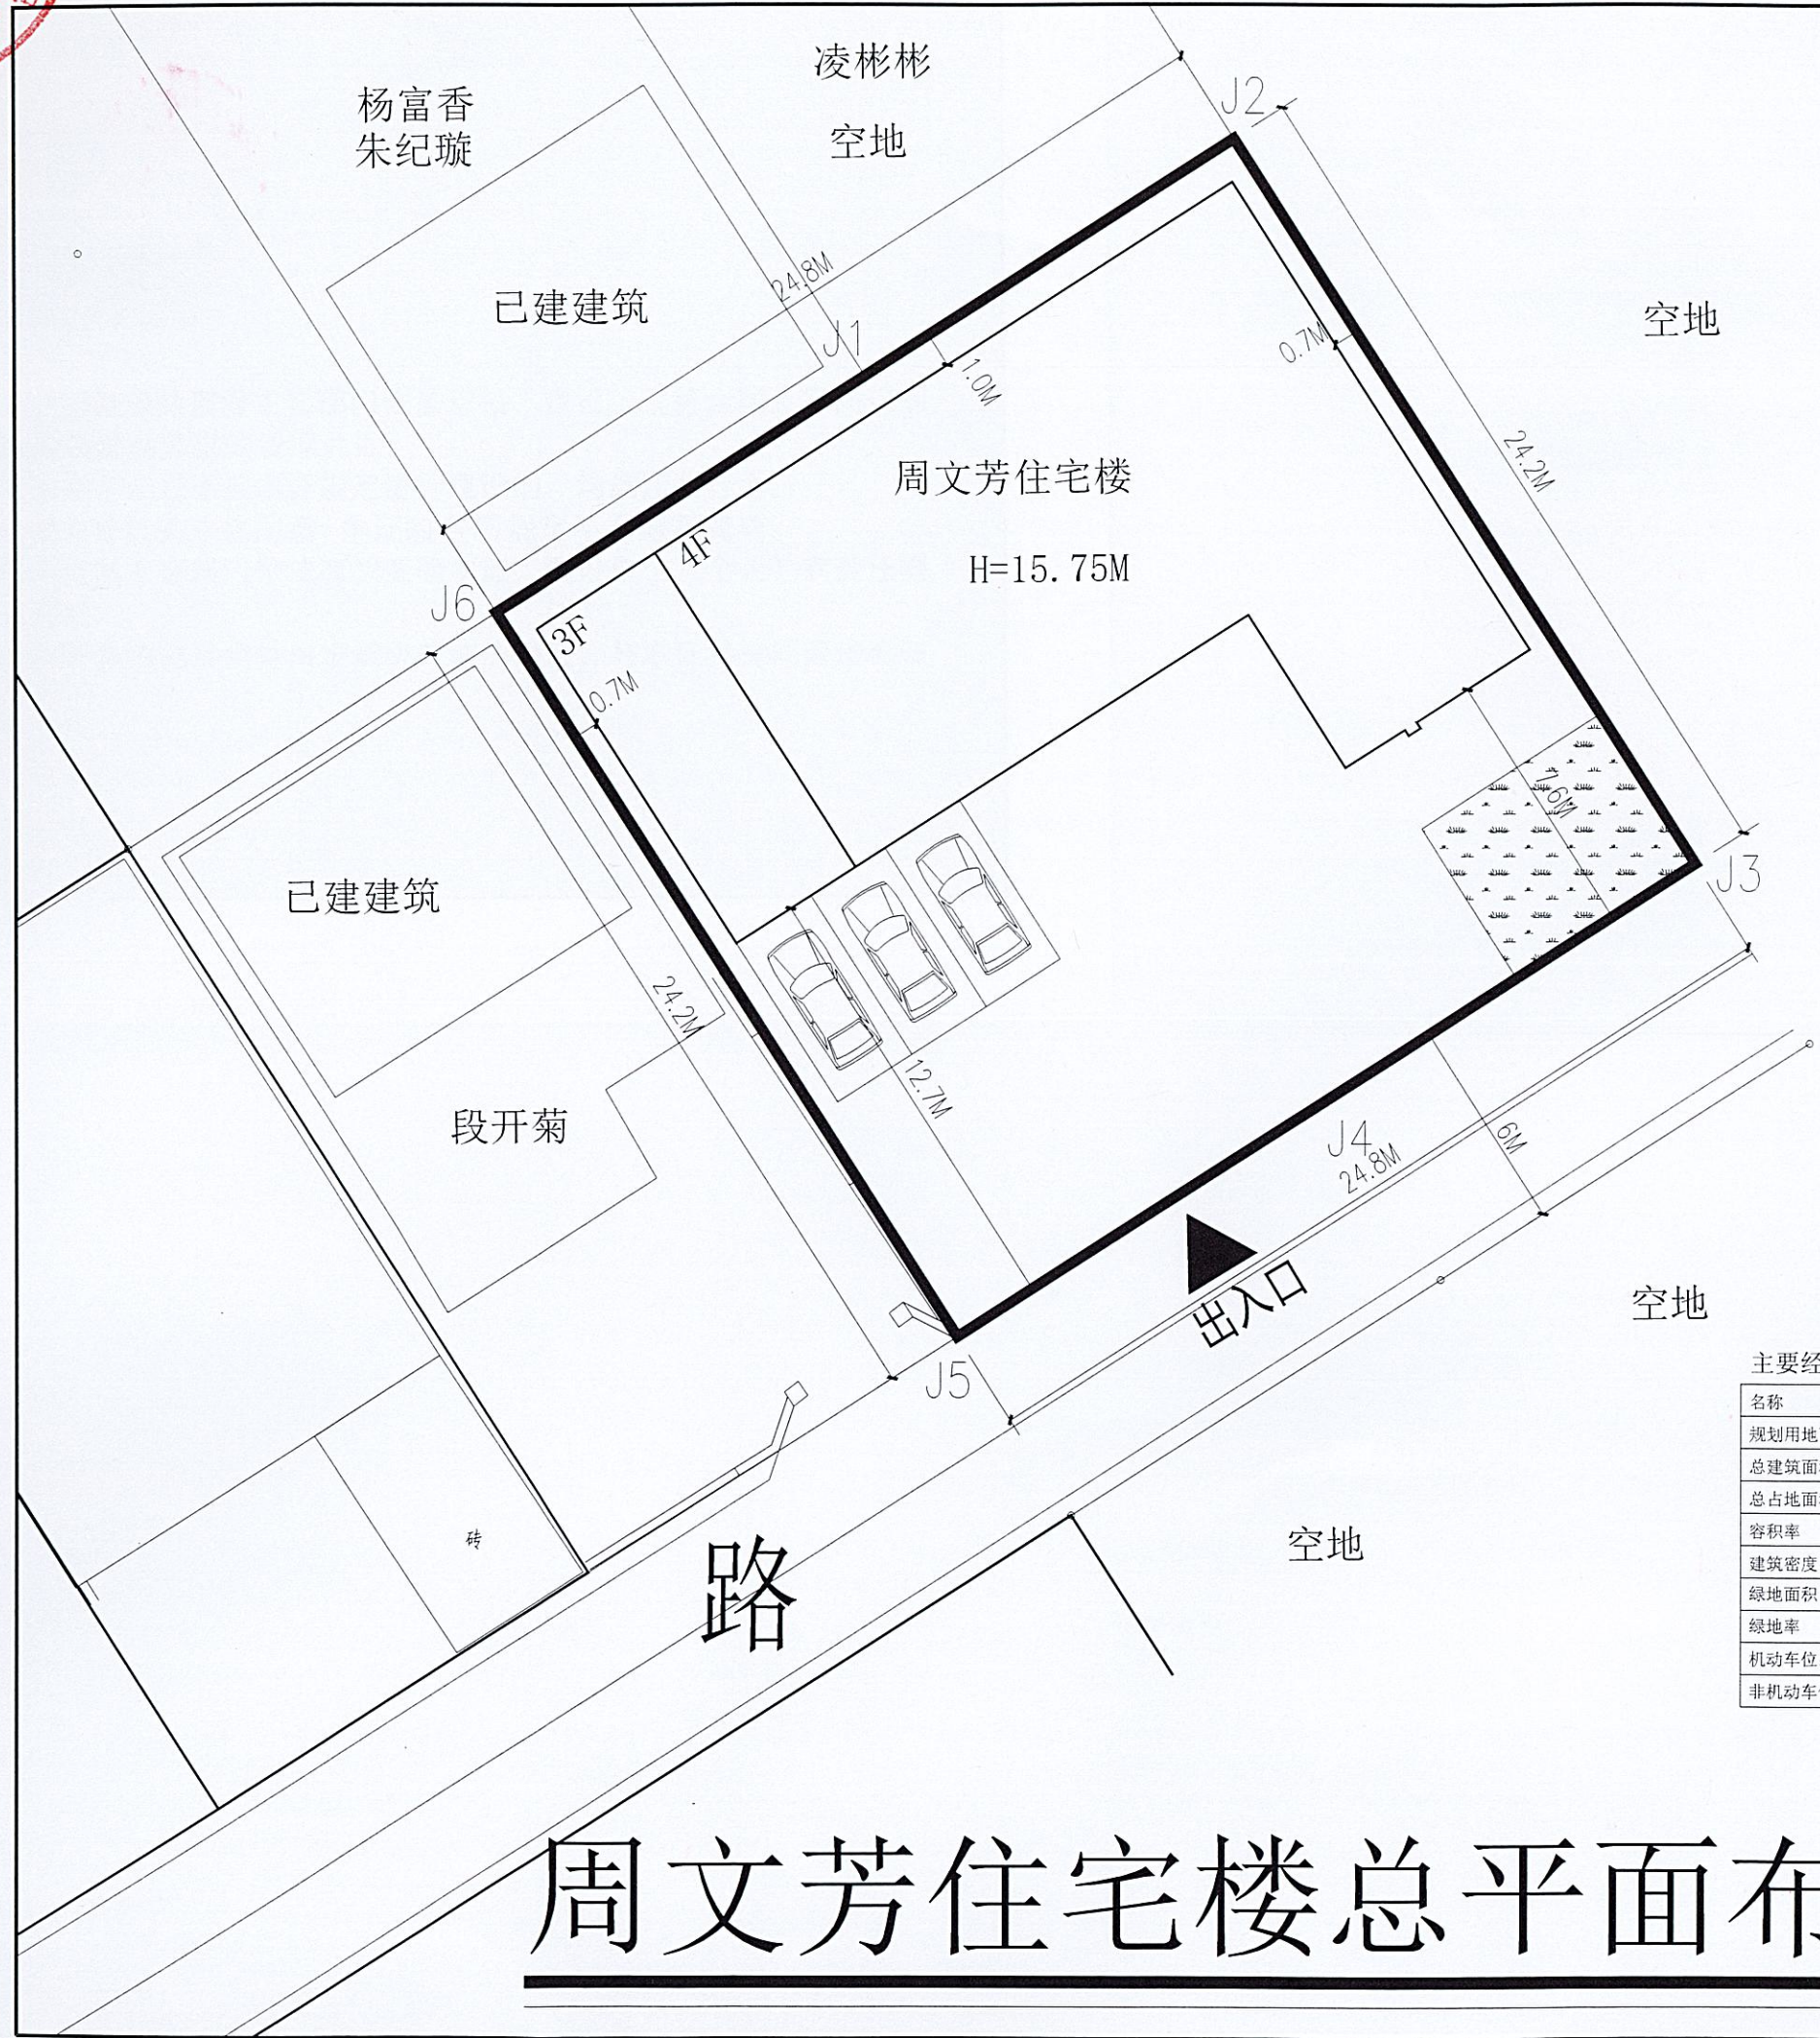 凌彬彬
杨富香
朱纪璇
空地
J2
已建建筑
24.8M
J1
空地
0.7M
1.0M
周文芳住宅楼
24.2M
4F
H=15.75M
J6
3F
0.7M
7.6M
J3
已建建筑
24.2M
12.7M
段开菊
J4
24.8M
6M
出入口
空地
J5
主要经
名称
规划用地
总建筑面
总占地面
容积率
建筑密度
绿地面积
绿地率
机动车位
非机动车
砖
空地
路
周文芳住宅楼总平面布